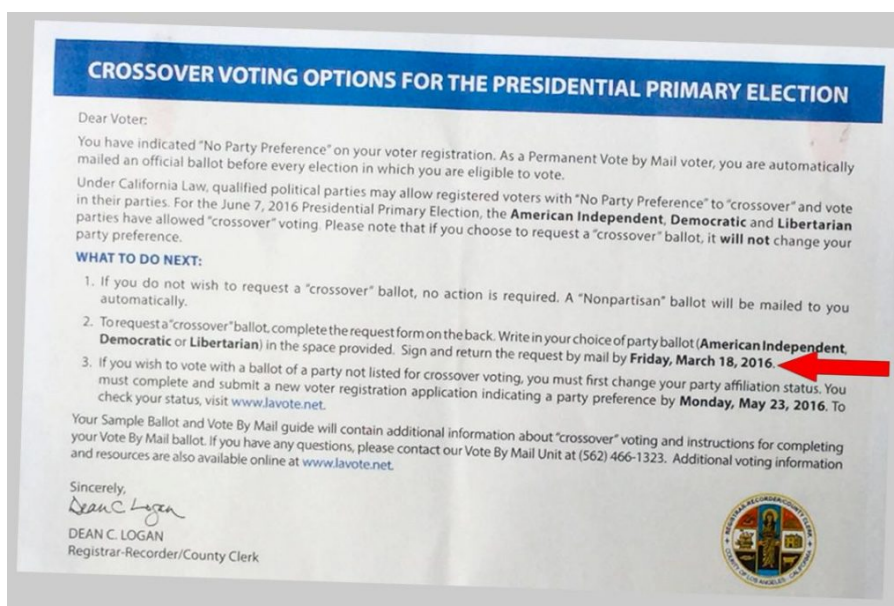 CROSSOVER VOTING OPTIONS FOR THE PRESIDENTIAL PRIMARY ELECTION
Dear Voter:
You have indicated "No Party Preference" on your voter registration. As a Permanent Vote by Mail voter, you are automatically
mailed an official ballot before every election in which you are eligible to vote.
Under California Law, qualified political parties may allow registered voters with "No Party Preference" to "crossover" and vote
in their parties. For the June 7, 2016 Presidential Primary Election, the American Independent, Democratic and Libertarian
parties have allowed "crossover" voting. Please note that if you choose to request a "crossover" ballot, it will not change your
party preference.
WHAT TO DO NEXT:
1. If you do not wish to request a "crossover" ballot, no action is required. A "Nonpartisan" ballot will be mailed to you
automatically.
2. To request a "crossover" ballot, complete the request form on the back. Write in your choice of party ballot (American Independent,
Democratic or Libertarian) in the space provided. Sign and return the request by mail by Friday, March 18, 2016.
3. If you wish to vote with a ballot of a party not listed for crossover voting, you must first change your party affiliation status. You
must complete and submit a new voter registration application indicating a party preference by Monday, May 23, 2016. To
check your status, visit www.lavote.net.
Your Sample Ballot and Vote By Mail guide will contain additional information about "crossover" voting and instructions for completing
your Vote By Mail ballot. If you have any questions, please contact our Vote By Mail Unit at (562) 466-1323. Additional voting information
and resources are also available online at www.lavote.net.
Sincerely,
Dean C. Logan
DEAN C. LOGAN
Registrar-Recorder/County Clerk
REGISTRAR-RECORDER/COUNTY CLERK
COUNTY OF LOS ANGELES - CALIFORNIA